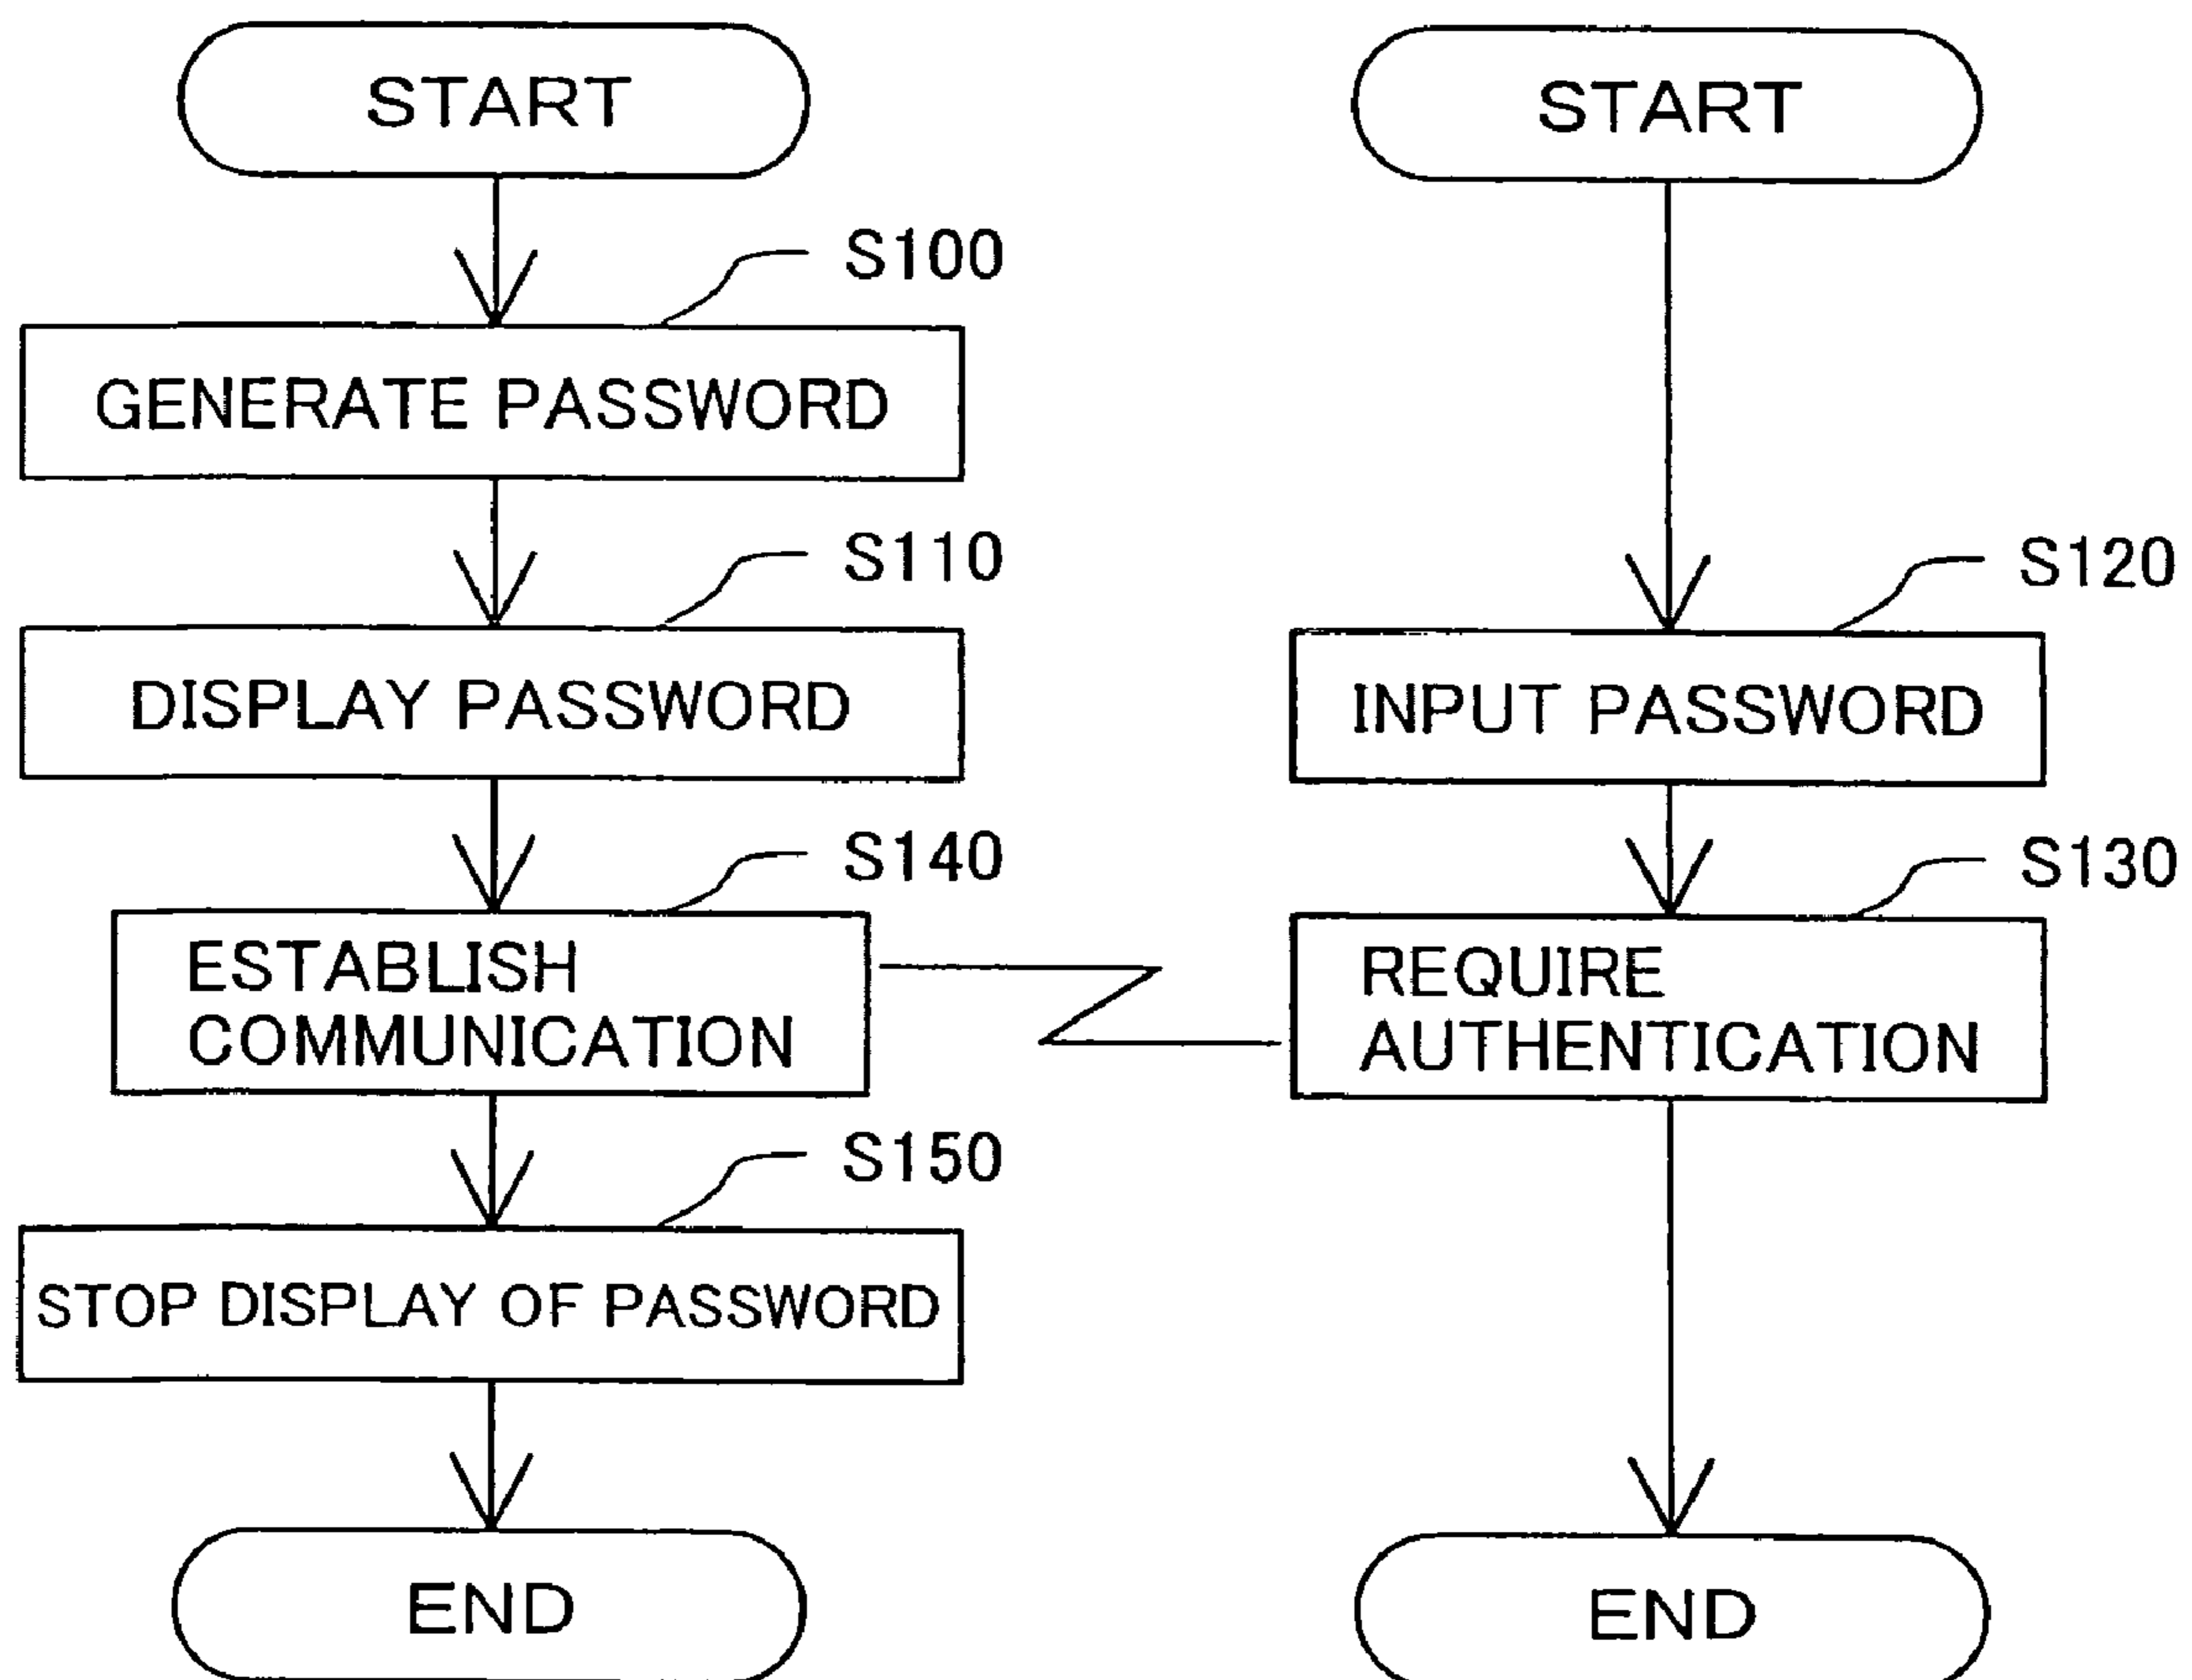 START
S100
GENERATE PASSWORD
S110
DISPLAY PASSWORD
S140
ESTABLISH
COMMUNICATION
S150
STOP DISPLAY OF PASSWORD
END
START
S120
INPUT PASSWORD
S130
REQUIRE
AUTHENTICATION
END